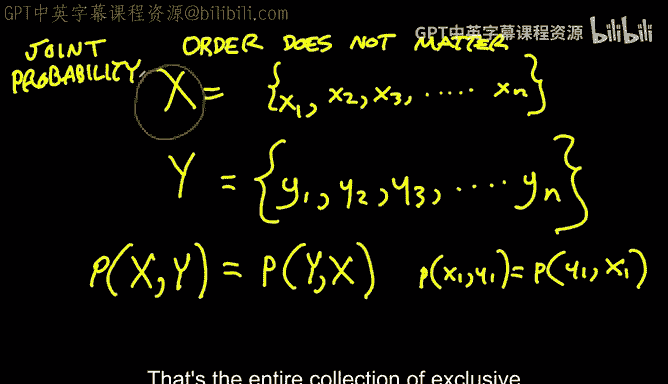 GPT中英字幕课程资源@bilibili.com
GPT中英字幕课程资源 bilibili
JOINT PROBABILITY
ORDER DOES NOT MATTER
X = {x₁, x₂, x₃, ..... xₙ}
Y = {y₁, y₂, y₃, .... yₙ}
P(X,Y) = P(Y,X) p(x₁,y₁) = p(y₁,x₁)
That's the entire collection of exclusive